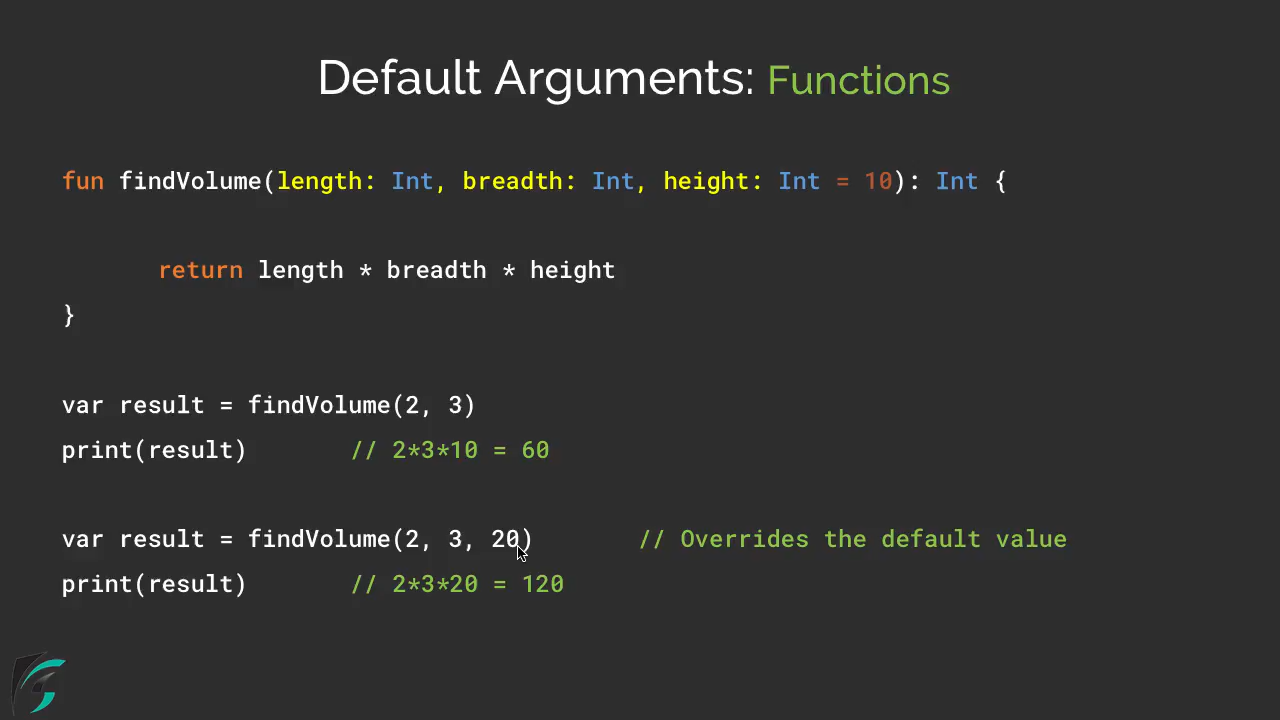 Default Arguments: Functions
fun findVolume(length: Int, breadth: Int, height: Int = 10): Int {
return length * breadth * height
}
var result = findVolume(2, 3)
print(result) // 2*3*10 = 60
var result = findVolume(2, 3, 20) // Overrides the default value
print(result) // 2*3*20 = 120